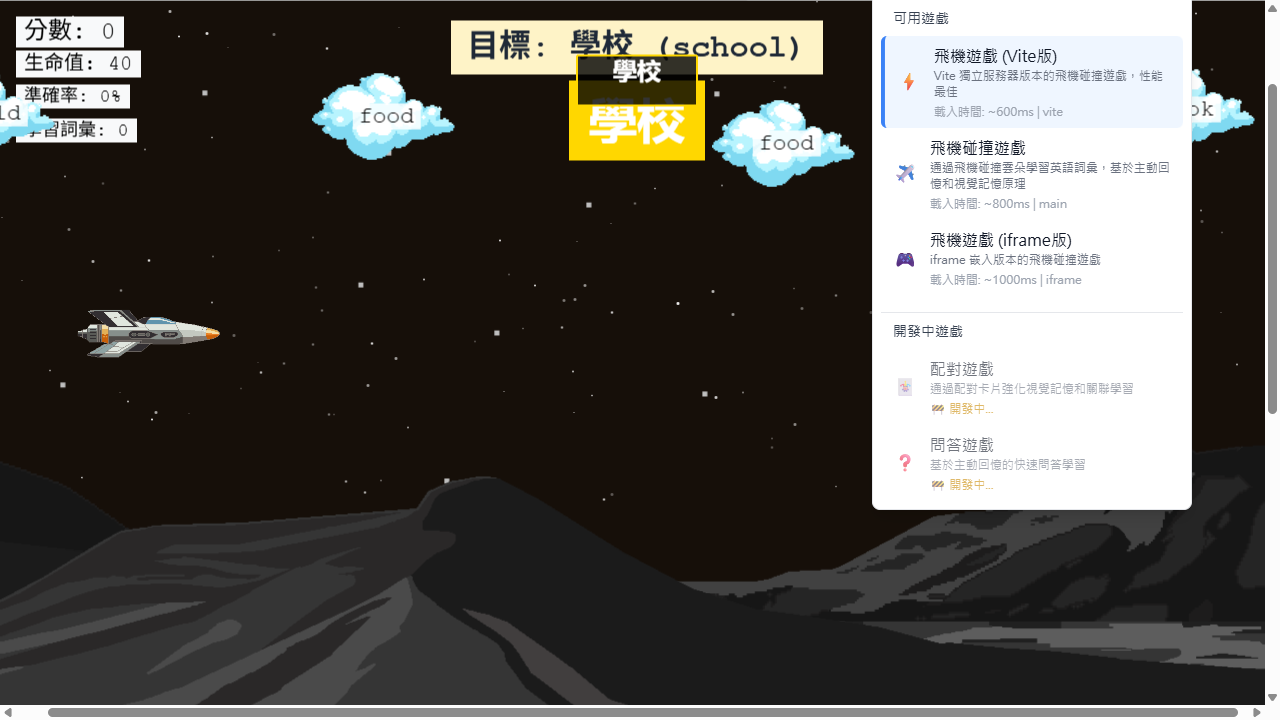 分數: 0
生命值: 40
準確率: 0%
學習詞彙: 0
ld
目標: 學校 (school)
學校
學校
food
food
ok
可用遊戲
飛機遊戲 (Vite版)
Vite 獨立服務器版本的飛機碰撞遊戲，性能
最佳
載入時間: ~600ms | vite
飛機碰撞遊戲
通過飛機碰撞雲朵學習英語詞彙，基於主動回
憶和視覺記憶原理
載入時間: ~800ms | main
飛機遊戲 (iframe版)
iframe 嵌入版本的飛機碰撞遊戲
載入時間: ~1000ms | iframe
開發中遊戲
配對遊戲
通過配對卡片強化視覺記憶和關聯學習
開發中...
問答遊戲
基於主動回憶的快速問答學習
開發中...